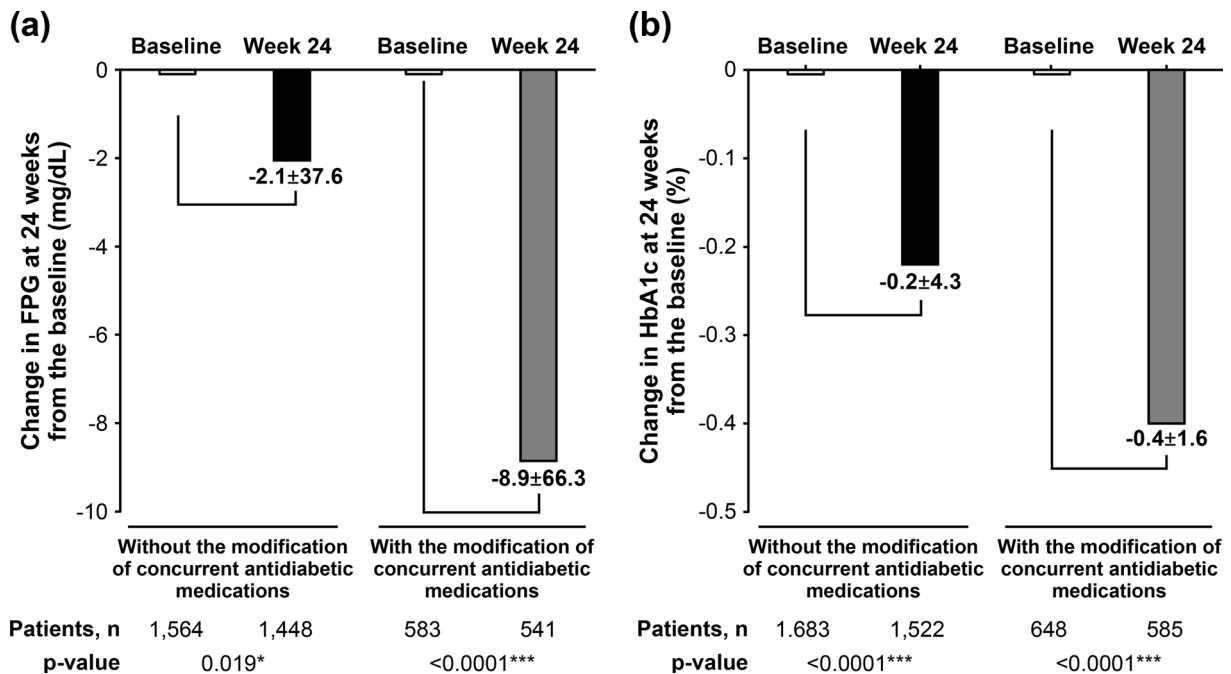 (a)
Baseline Week 24 Baseline Week 24
0
-2
-4
-6
-8
-10
Change in FPG at 24 weeks
from the baseline (mg/dL)
-2.1±37.6
-8.9±66.3
Without the modification
of concurrent antidiabetic
medications
With the modification of
concurrent antidiabetic
medications
Patients, n 1,564 1,448 583 541
p-value 0.019* <0.0001***
(b)
Baseline Week 24 Baseline Week 24
0
-0.1
-0.2
-0.3
-0.4
-0.5
Change in HbA1c at 24 weeks
from the baseline (%)
-0.2±4.3
-0.4±1.6
Without the modification
of concurrent antidiabetic
medications
With the modification of
concurrent antidiabetic
medications
Patients, n 1.683 1,522 648 585
p-value <0.0001*** <0.0001***